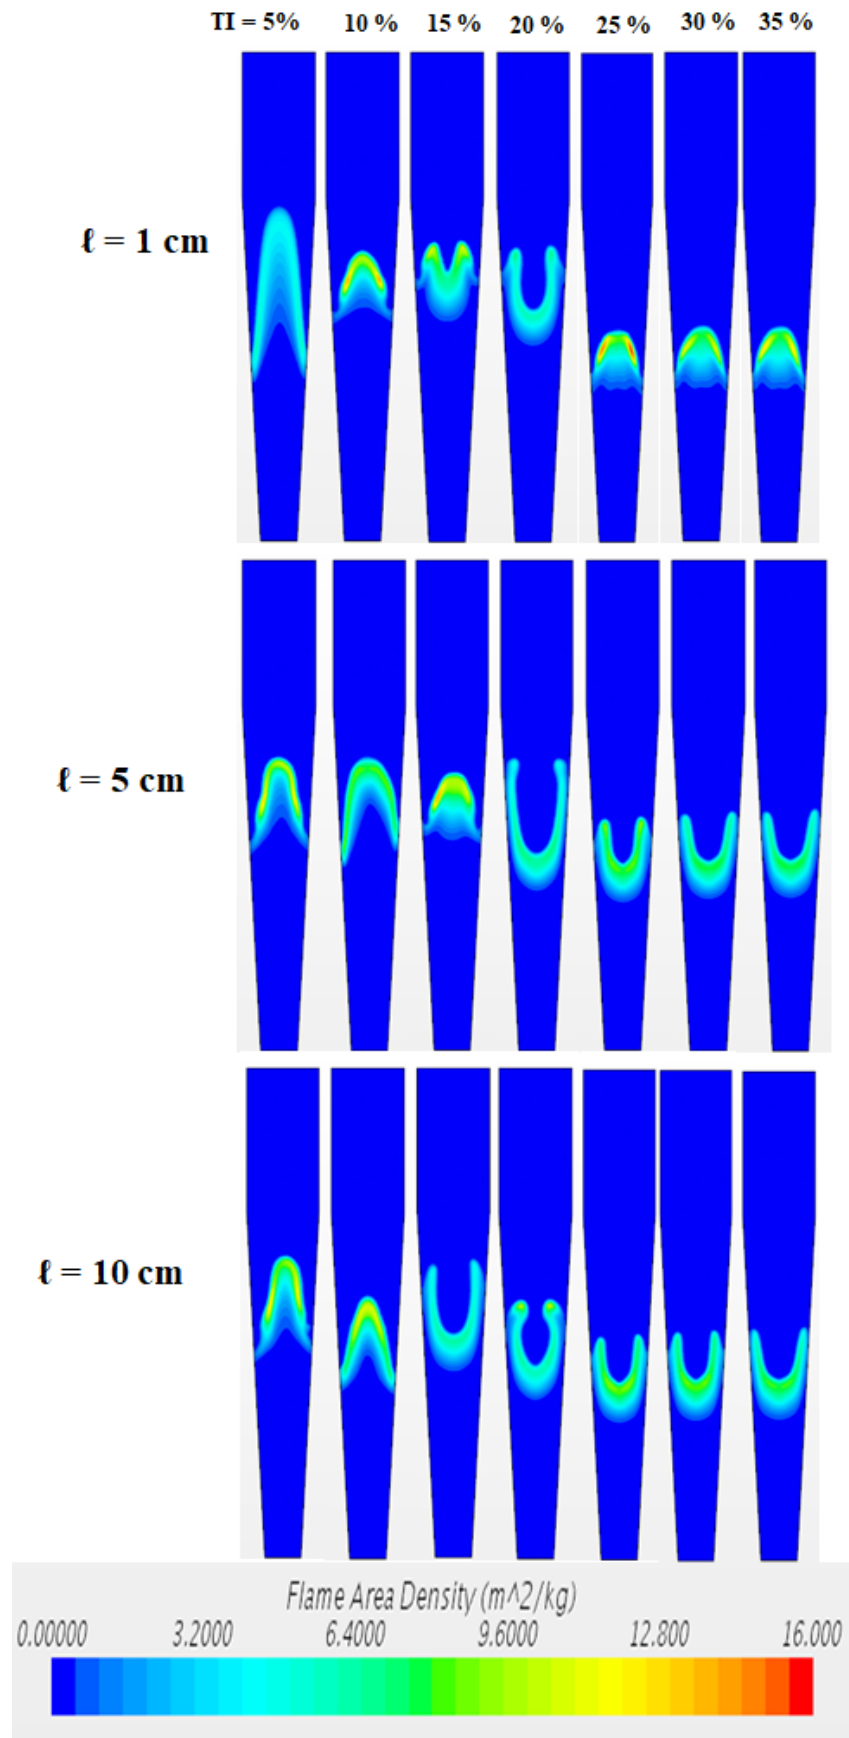 TI = 5% 10 % 15 % 20 % 25 % 30 % 35 %
ℓ = 1 cm
ℓ = 5 cm
ℓ = 10 cm
Flame Area Density (m^2/kg)
0.00000 3.2000 6.4000 9.6000 12.800 16.000